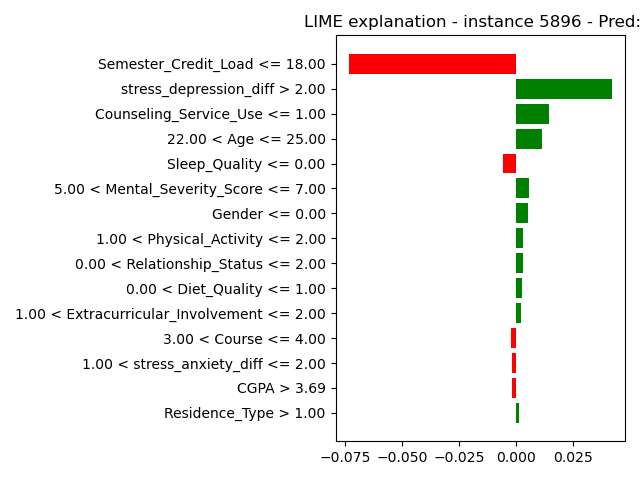 LIME explanation - instance 5896 - Pred:
Semester_Credit_Load <= 18.00
stress_depression_diff > 2.00
Counseling_Service_Use <= 1.00
22.00 < Age <= 25.00
Sleep_Quality <= 0.00
5.00 < Mental_Severity_Score <= 7.00
Gender <= 0.00
1.00 < Physical_Activity <= 2.00
0.00 < Relationship_Status <= 2.00
0.00 < Diet_Quality <= 1.00
1.00 < Extracurricular_Involvement <= 2.00
3.00 < Course <= 4.00
1.00 < stress_anxiety_diff <= 2.00
CGPA > 3.69
Residence_Type > 1.00
−0.075 −0.050 −0.025 0.000 0.025